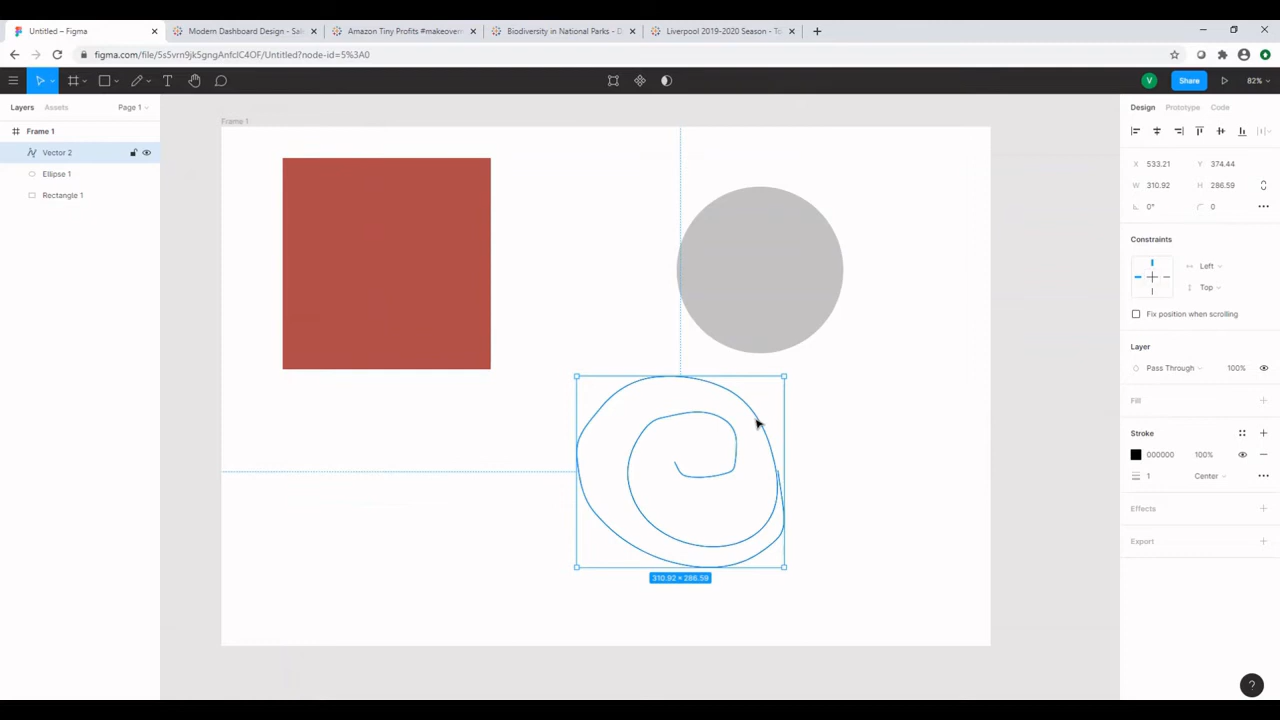 Untitled – Figma
Modern Dashboard Design - Sale
Amazon Tiny Profits #makeoverm
Biodiversity in National Parks - D
Liverpool 2019-2020 Season - To
figma.com/file/5s5vrn9jk5gngAnfclC4OF/Untitled?node-id=5%3A0
V
Share
82%
Layers
Assets
Page 1
Design
Prototype
Code
Frame 1
Frame 1
Vector 2
Ellipse 1
Rectangle 1
X 533.21 Y 374.44
W 310.92 H 286.59
0° 0
Constraints
Left
Top
Fix position when scrolling
Layer
Pass Through 100%
Fill
Stroke
000000 100%
1 Center
Effects
Export
310.92 × 286.59
?